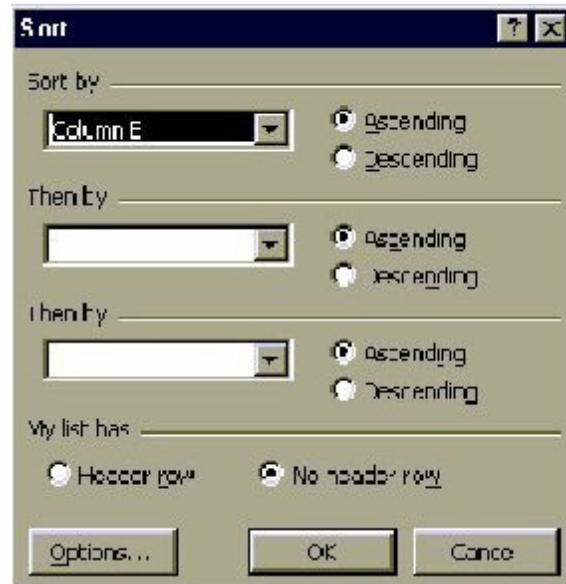 Sort
Sort by
Column E
Ascending
Descending
Then by
Ascending
Descending
Then by
Ascending
Descending
My list has
Header row
No header row
Options...
OK
Cancel